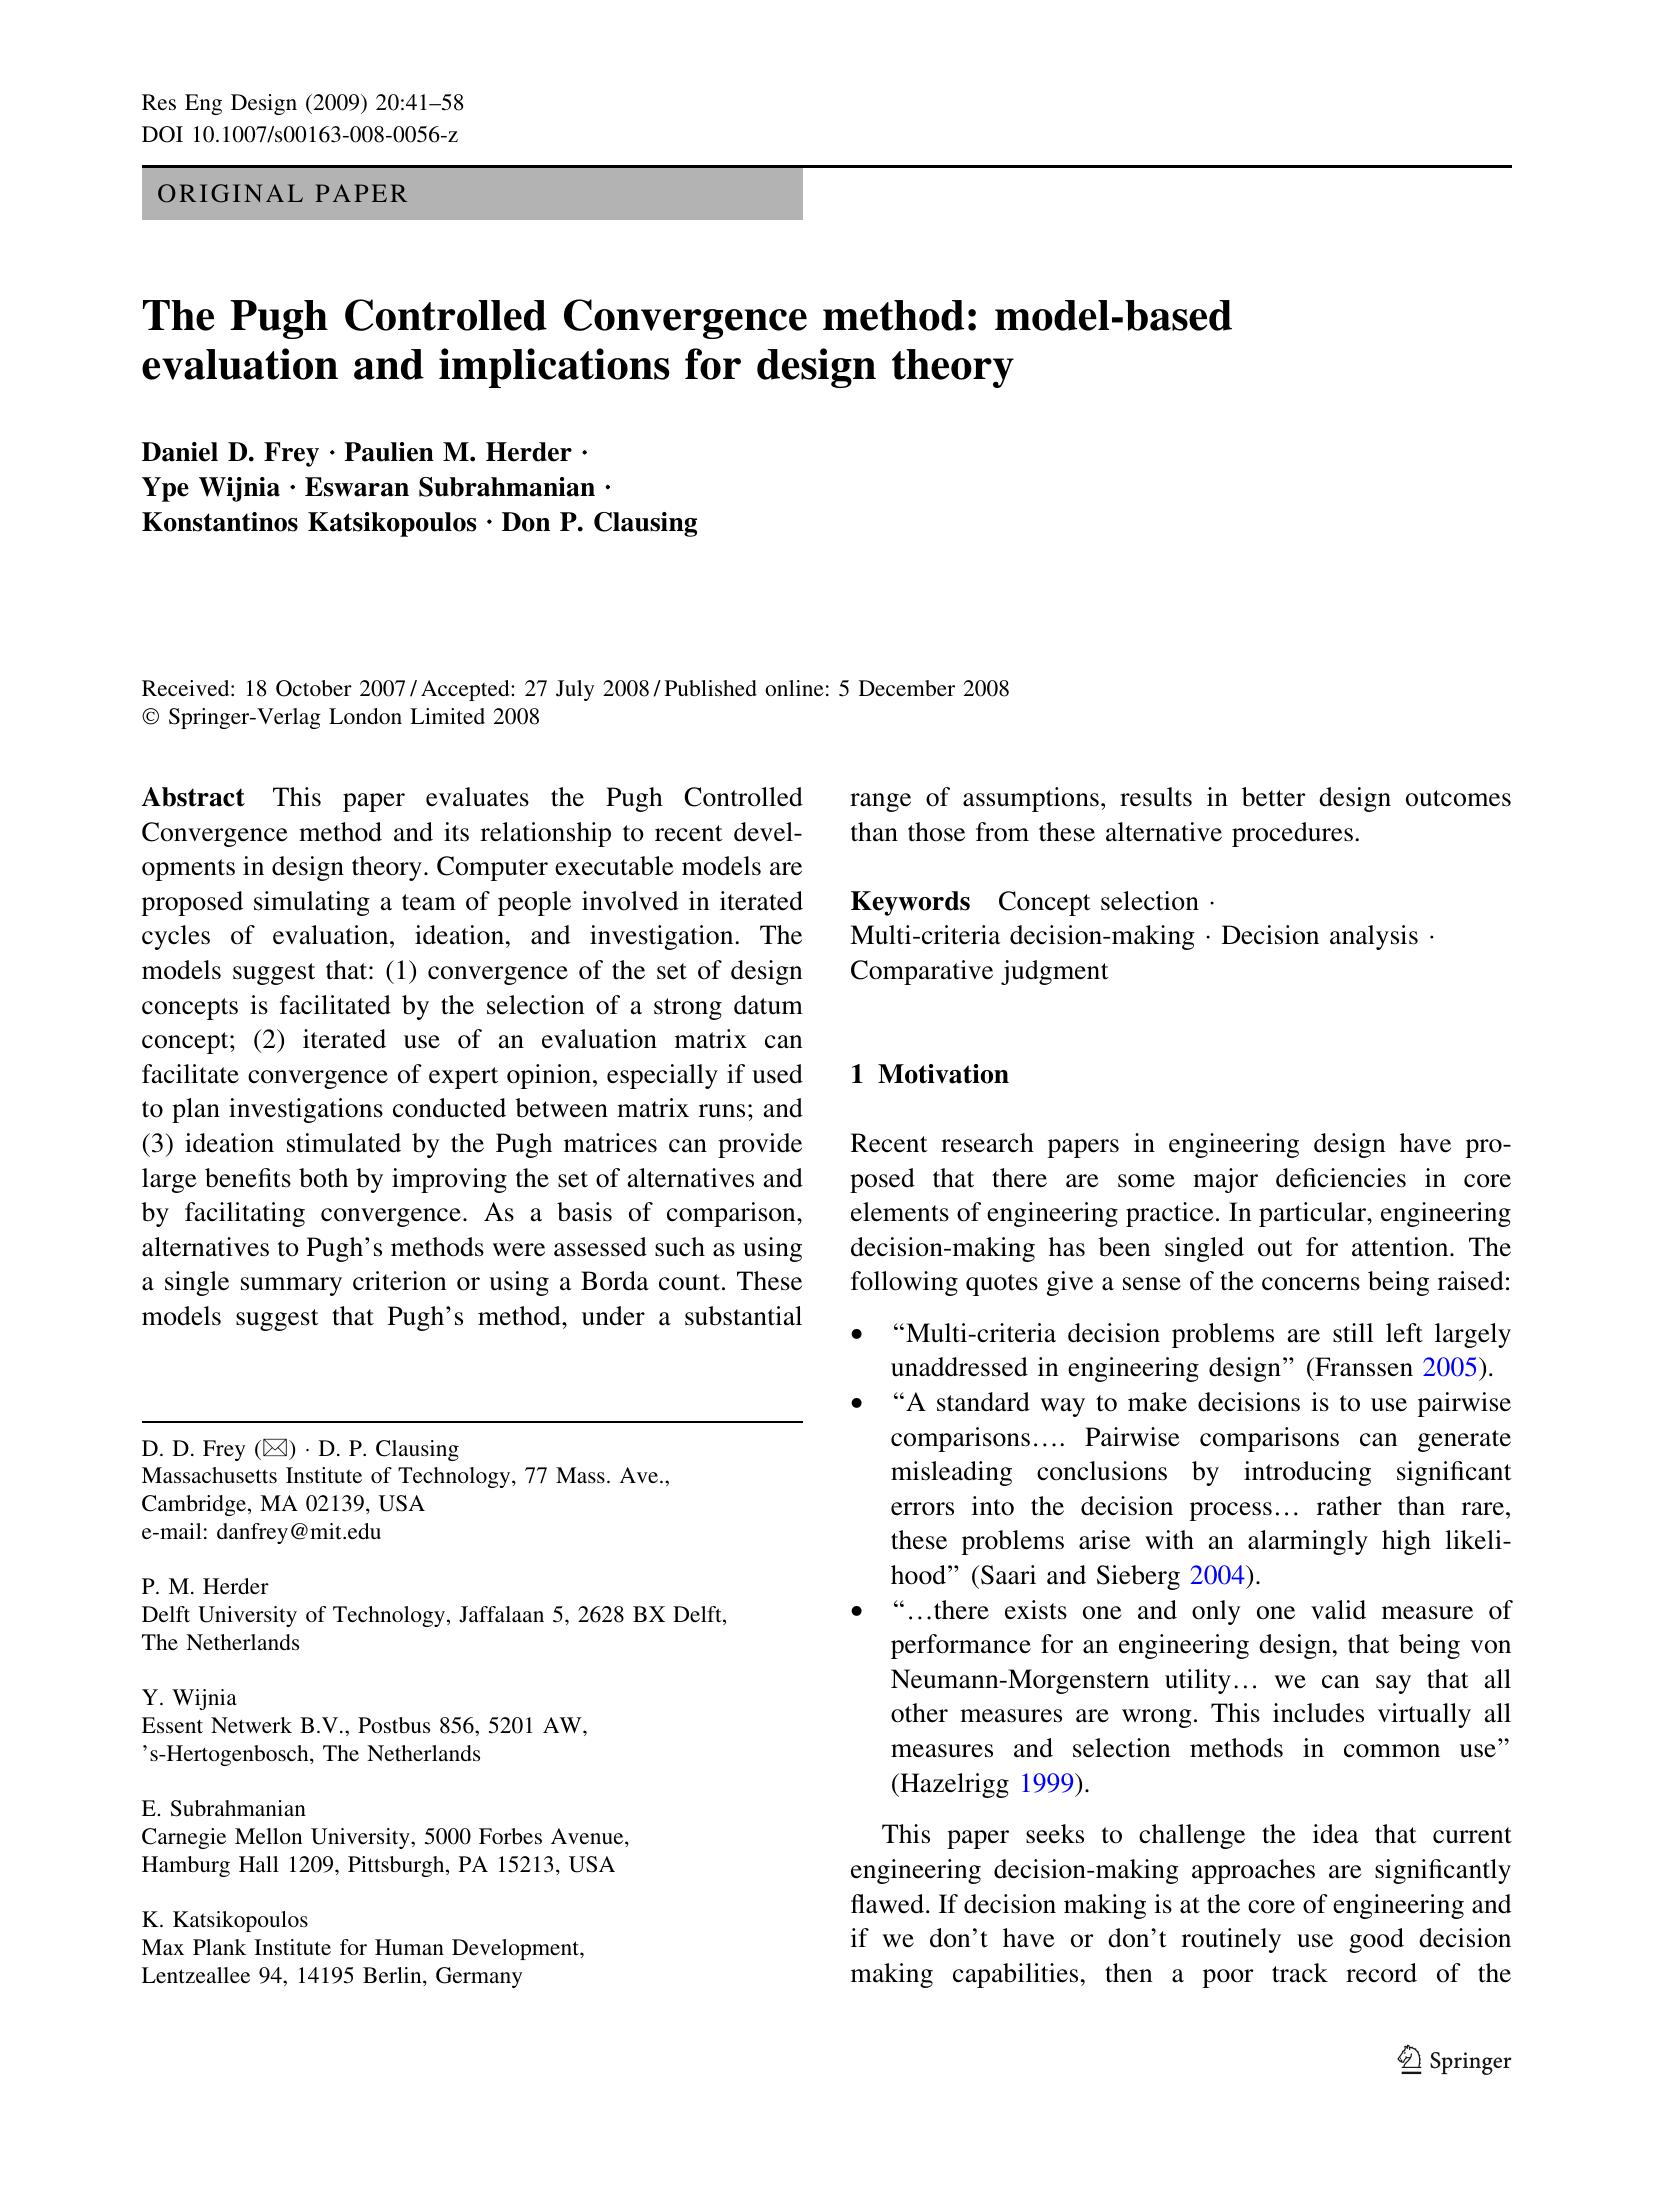 Res Eng Design (2009) 20:41–58
DOI 10.1007/s00163-008-0056-z
ORIGINAL PAPER
The Pugh Controlled Convergence method: model-based
evaluation and implications for design theory
Daniel D. Frey · Paulien M. Herder ·
Ype Wijnia · Eswaran Subrahmanian ·
Konstantinos Katsikopoulos · Don P. Clausing
Received: 18 October 2007 / Accepted: 27 July 2008 / Published online: 5 December 2008
© Springer-Verlag London Limited 2008
Abstract This paper evaluates the Pugh Controlled
Convergence method and its relationship to recent devel-
opments in design theory. Computer executable models are
proposed simulating a team of people involved in iterated
cycles of evaluation, ideation, and investigation. The
models suggest that: (1) convergence of the set of design
concepts is facilitated by the selection of a strong datum
concept; (2) iterated use of an evaluation matrix can
facilitate convergence of expert opinion, especially if used
to plan investigations conducted between matrix runs; and
(3) ideation stimulated by the Pugh matrices can provide
large benefits both by improving the set of alternatives and
by facilitating convergence. As a basis of comparison,
alternatives to Pugh’s methods were assessed such as using
a single summary criterion or using a Borda count. These
models suggest that Pugh’s method, under a substantial
D. D. Frey (✉) · D. P. Clausing
Massachusetts Institute of Technology, 77 Mass. Ave.,
Cambridge, MA 02139, USA
e-mail: danfrey@mit.edu
P. M. Herder
Delft University of Technology, Jaffalaan 5, 2628 BX Delft,
The Netherlands
Y. Wijnia
Essent Netwerk B.V., Postbus 856, 5201 AW,
’s-Hertogenbosch, The Netherlands
E. Subrahmanian
Carnegie Mellon University, 5000 Forbes Avenue,
Hamburg Hall 1209, Pittsburgh, PA 15213, USA
K. Katsikopoulos
Max Plank Institute for Human Development,
Lentzeallee 94, 14195 Berlin, Germany
range of assumptions, results in better design outcomes
than those from these alternative procedures.
Keywords Concept selection ·
Multi-criteria decision-making · Decision analysis ·
Comparative judgment
1 Motivation
Recent research papers in engineering design have pro-
posed that there are some major deficiencies in core
elements of engineering practice. In particular, engineering
decision-making has been singled out for attention. The
following quotes give a sense of the concerns being raised:
• “Multi-criteria decision problems are still left largely
unaddressed in engineering design” (Franssen 2005).
• “A standard way to make decisions is to use pairwise
comparisons…. Pairwise comparisons can generate
misleading conclusions by introducing significant
errors into the decision process… rather than rare,
these problems arise with an alarmingly high likeli-
hood” (Saari and Sieberg 2004).
• “…there exists one and only one valid measure of
performance for an engineering design, that being von
Neumann-Morgenstern utility… we can say that all
other measures are wrong. This includes virtually all
measures and selection methods in common use”
(Hazelrigg 1999).
This paper seeks to challenge the idea that current
engineering decision-making approaches are significantly
flawed. If decision making is at the core of engineering and
if we don’t have or don’t routinely use good decision
making capabilities, then a poor track record of the
Springer